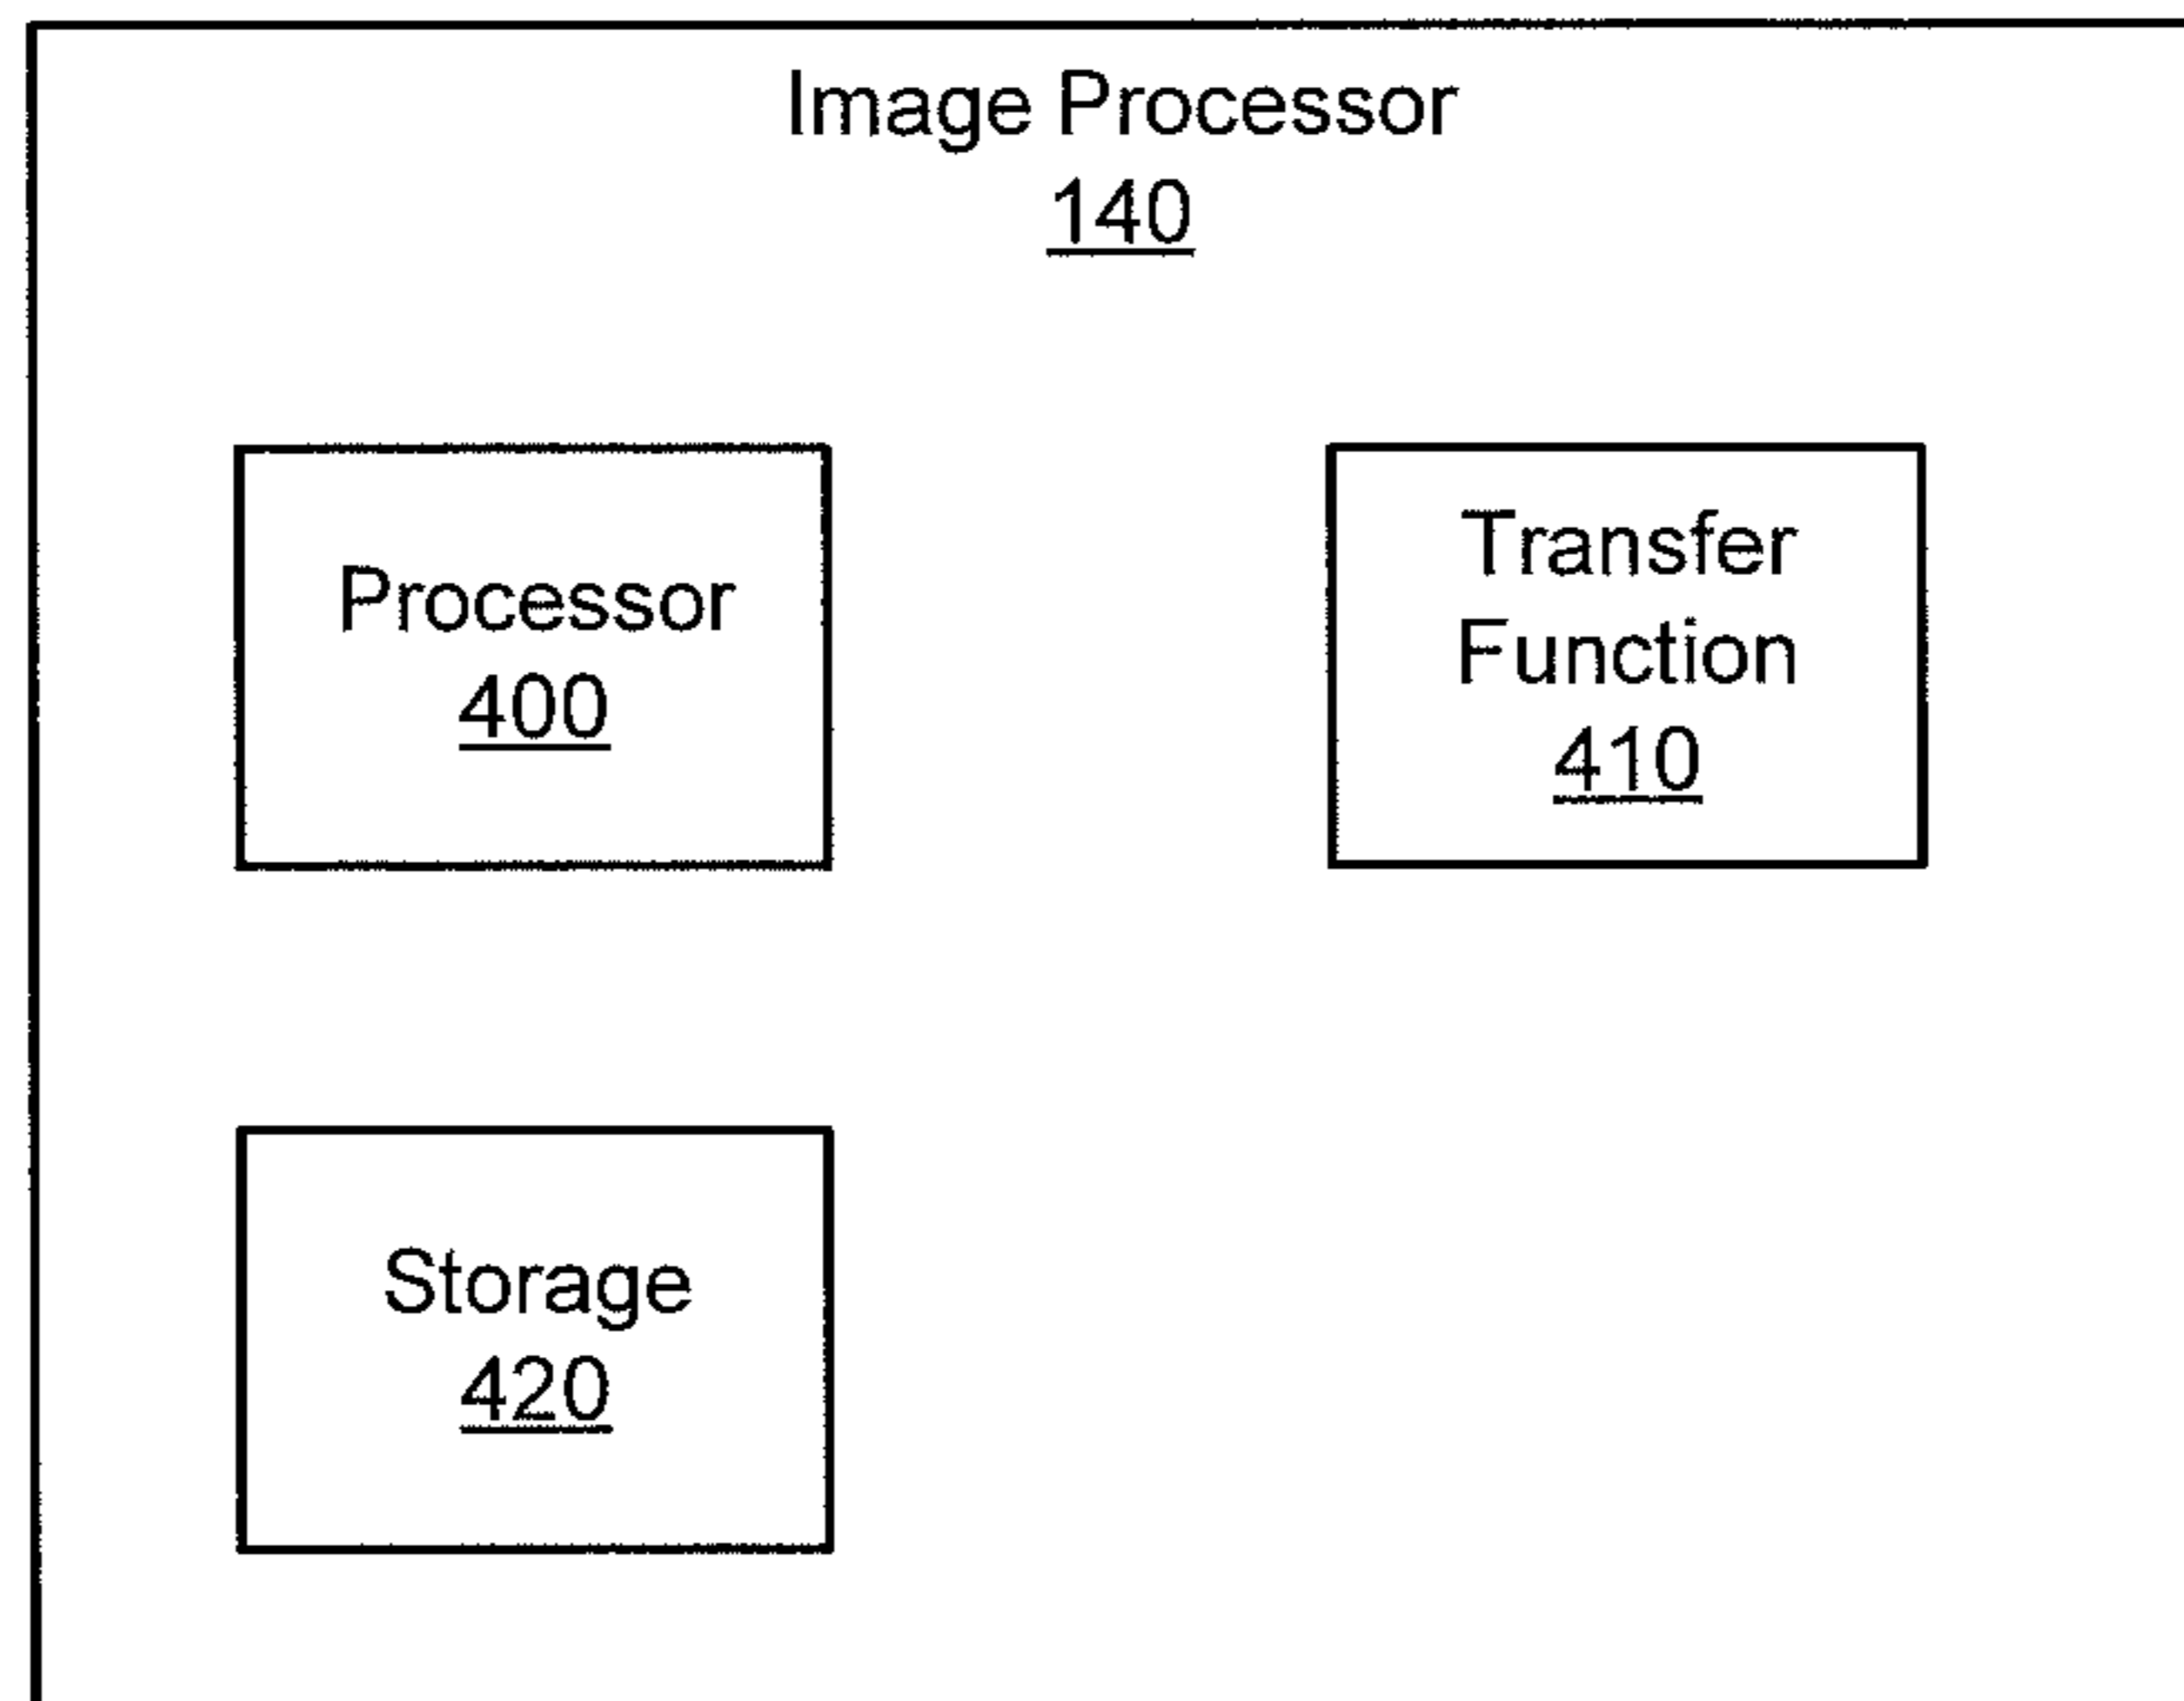 Image Processor
140
Processor
400
Transfer
Function
410
Storage
420